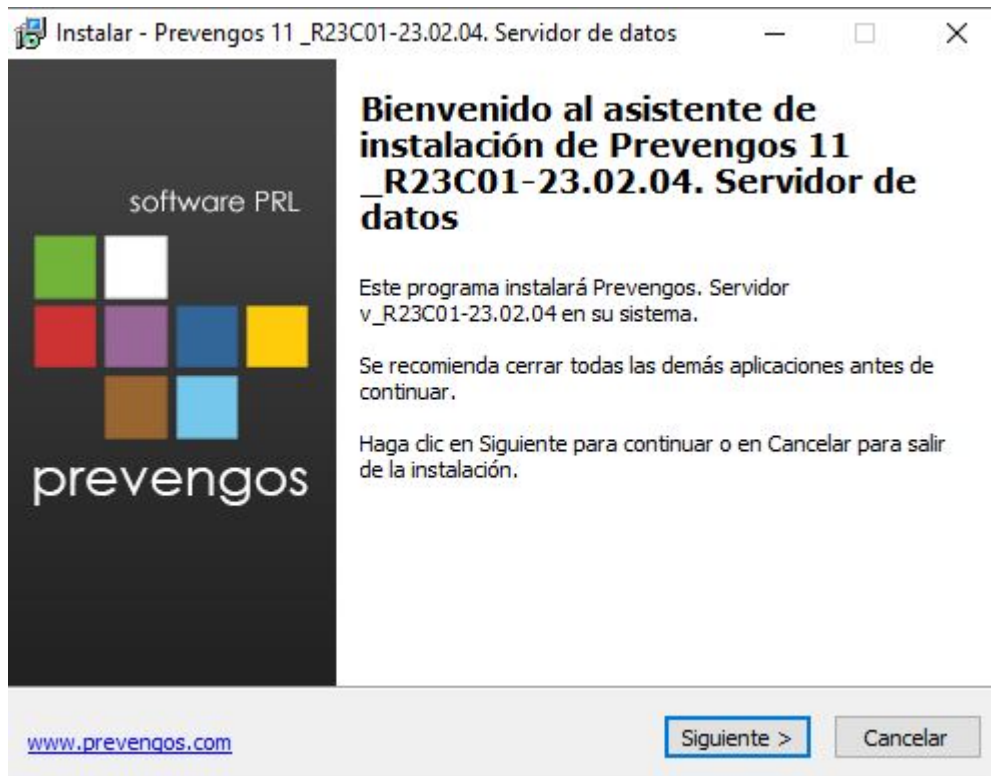 Instalar - Prevengos 11 _R23C01-23.02.04. Servidor de datos
software PRL
prevengos
Bienvenido al asistente de
instalación de Prevengos 11
_R23C01-23.02.04. Servidor de
datos
Este programa instalará Prevengos. Servidor
v_R23C01-23.02.04 en su sistema.
Se recomienda cerrar todas las demás aplicaciones antes de
continuar.
Haga clic en Siguiente para continuar o en Cancelar para salir
de la instalación.
www.prevengos.com
Siguiente >
Cancelar